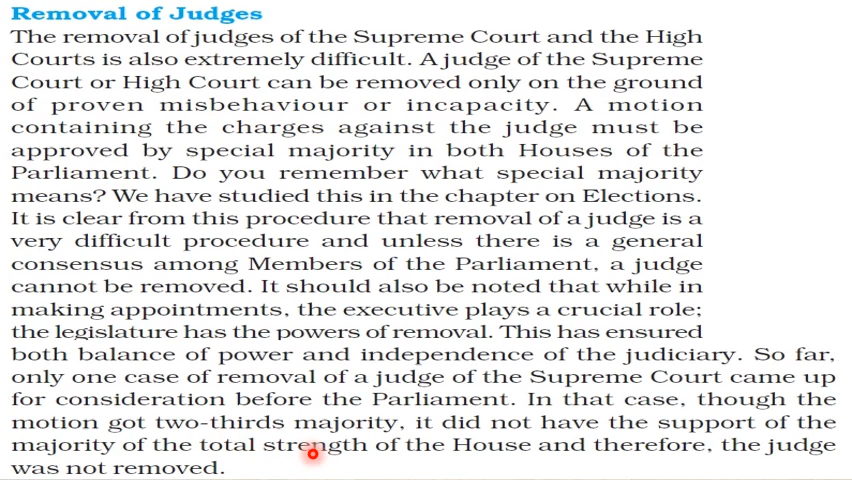 Removal of Judges
The removal of judges of the Supreme Court and the High
Courts is also extremely difficult. A judge of the Supreme
Court or High Court can be removed only on the ground
of proven misbehaviour or incapacity. A motion
containing the charges against the judge must be
approved by special majority in both Houses of the
Parliament. Do you remember what special majority
means? We have studied this in the chapter on Elections.
It is clear from this procedure that removal of a judge is a
very difficult procedure and unless there is a general
consensus among Members of the Parliament, a judge
cannot be removed. It should also be noted that while in
making appointments, the executive plays a crucial role;
the legislature has the powers of removal. This has ensured
both balance of power and independence of the judiciary. So far,
only one case of removal of a judge of the Supreme Court came up
for consideration before the Parliament. In that case, though the
motion got two-thirds majority, it did not have the support of the
majority of the total strength of the House and therefore, the judge
was not removed.